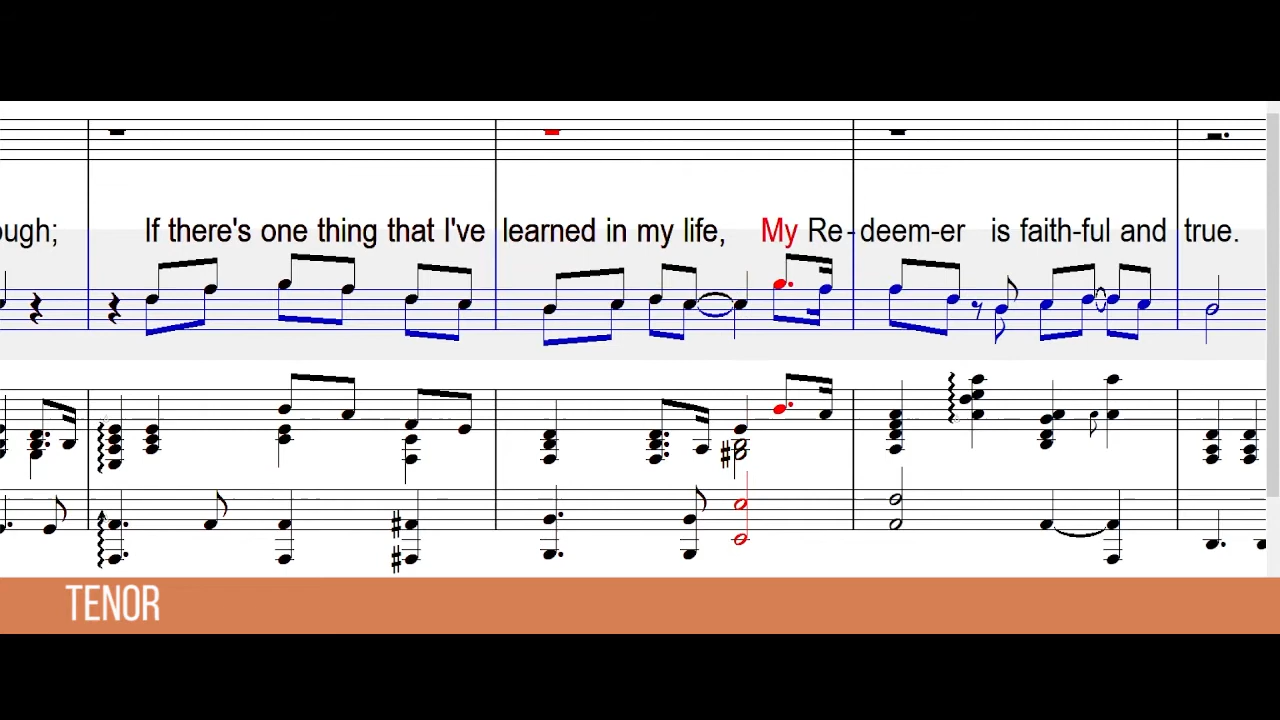 ough; If there's one thing that I've learned in my life, My Re-deem-er is faith-ful and true.
TENOR